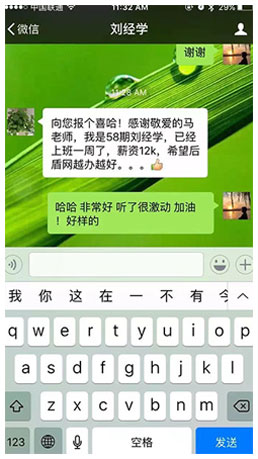 中国联通
11:32 AM
29%
微信
刘经学
谢谢
11:28 AM
向您报个喜哈！感谢敬爱的马
老师，我是58期刘经学，已经
上班一周了，薪资12k，希望后
盾网越办越好。。。
哈哈 非常好 听了很激动 加油
！好样的
我 你 这 在 一 不 有 今
q w e r t y u i o p
a s d f g h j k l
z x c v b n m
123
空格
发送